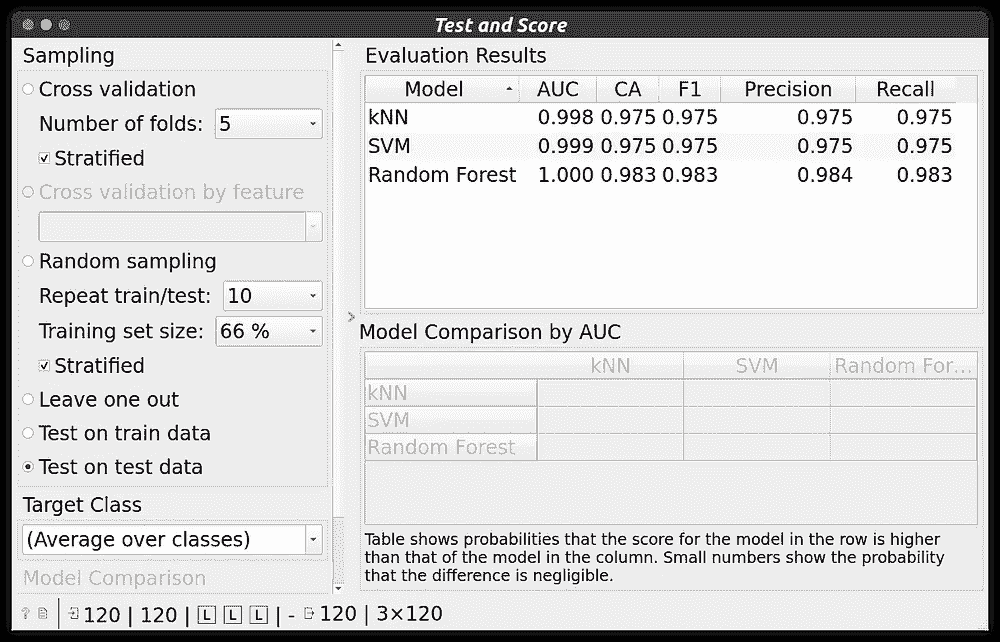 Test and Score
Sampling
Cross validation
Number of folds: 5
Stratified
Cross validation by feature
Random sampling
Repeat train/test: 10
Training set size: 66 %
Stratified
Leave one out
Test on train data
Test on test data
Target Class
(Average over classes)
Model Comparison
Evaluation Results
Model AUC CA F1 Precision Recall
kNN 0.998 0.975 0.975 0.975 0.975
SVM 0.999 0.975 0.975 0.975 0.975
Random Forest 1.000 0.983 0.983 0.984 0.983
Model Comparison by AUC
kNN SVM Random For...
kNN
SVM
Random Forest
Table shows probabilities that the score for the model in the row is higher
than that of the model in the column. Small numbers show the probability
that the difference is negligible.
? 120 | 120 | L L L | - 120 | 3×120